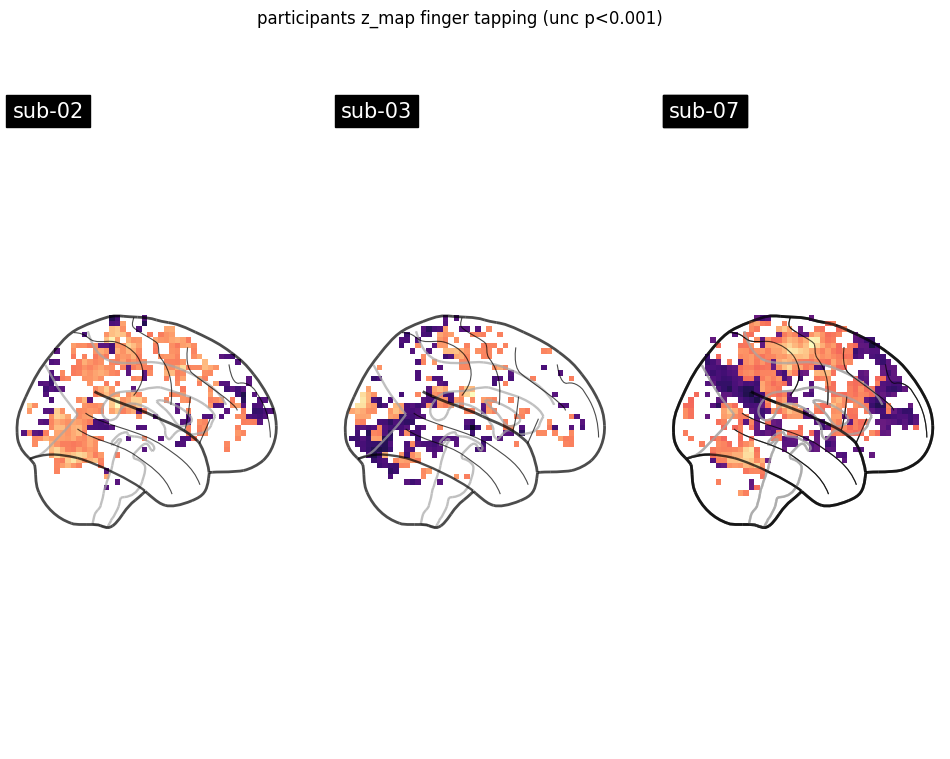 participants z_map finger tapping (unc p<0.001)
sub-02
sub-03
sub-07